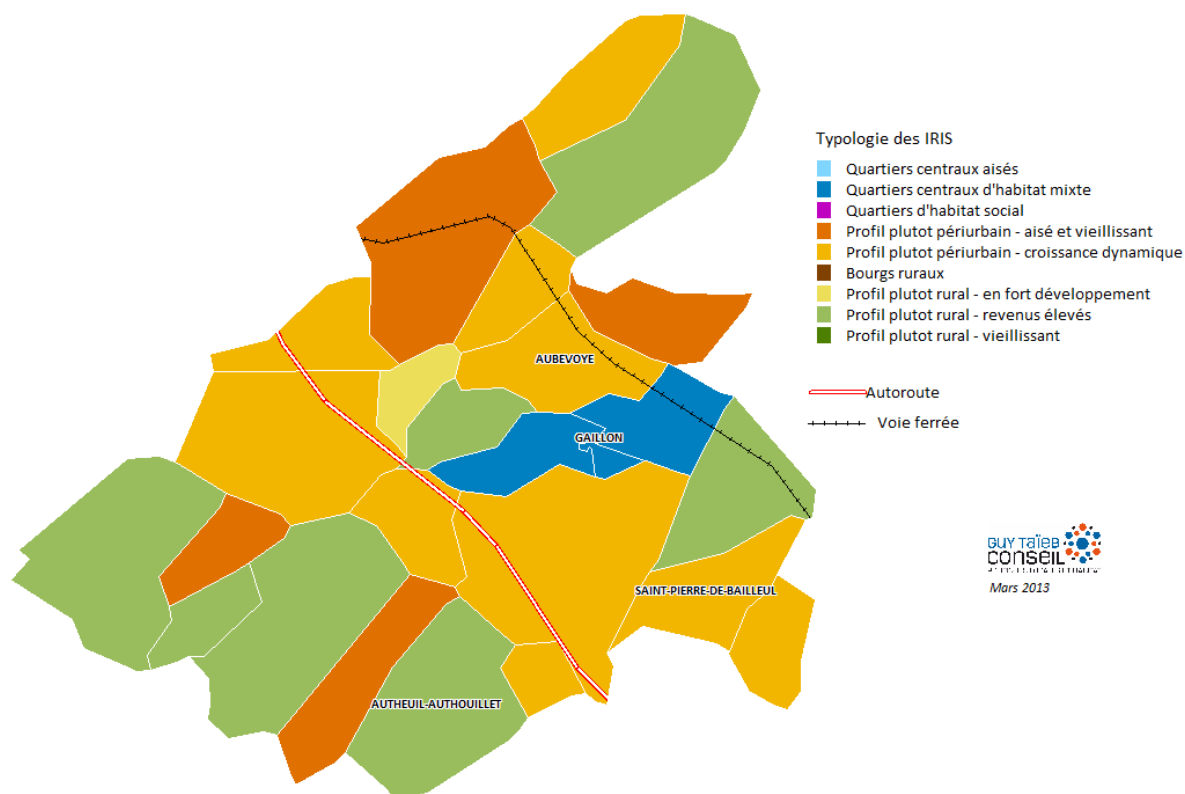 Typologie des IRIS
Quartiers centraux aisés
Quartiers centraux d'habitat mixte
Quartiers d'habitat social
Profil plutot périurbain - aisé et vieillissant
Profil plutot périurbain - croissance dynamique
Bourgs ruraux
Profil plutot rural - en fort développement
Profil plutot rural - revenus élevés
Profil plutot rural - vieillissant
Autoroute
Voie ferrée
AUBEVOYE
GAILLON
SAINT-PIERRE-DE-BAILLEUL
AUTHEUIL-AUTHOUILLET
GUY TAÏEB
CONSEIL
Mars 2013